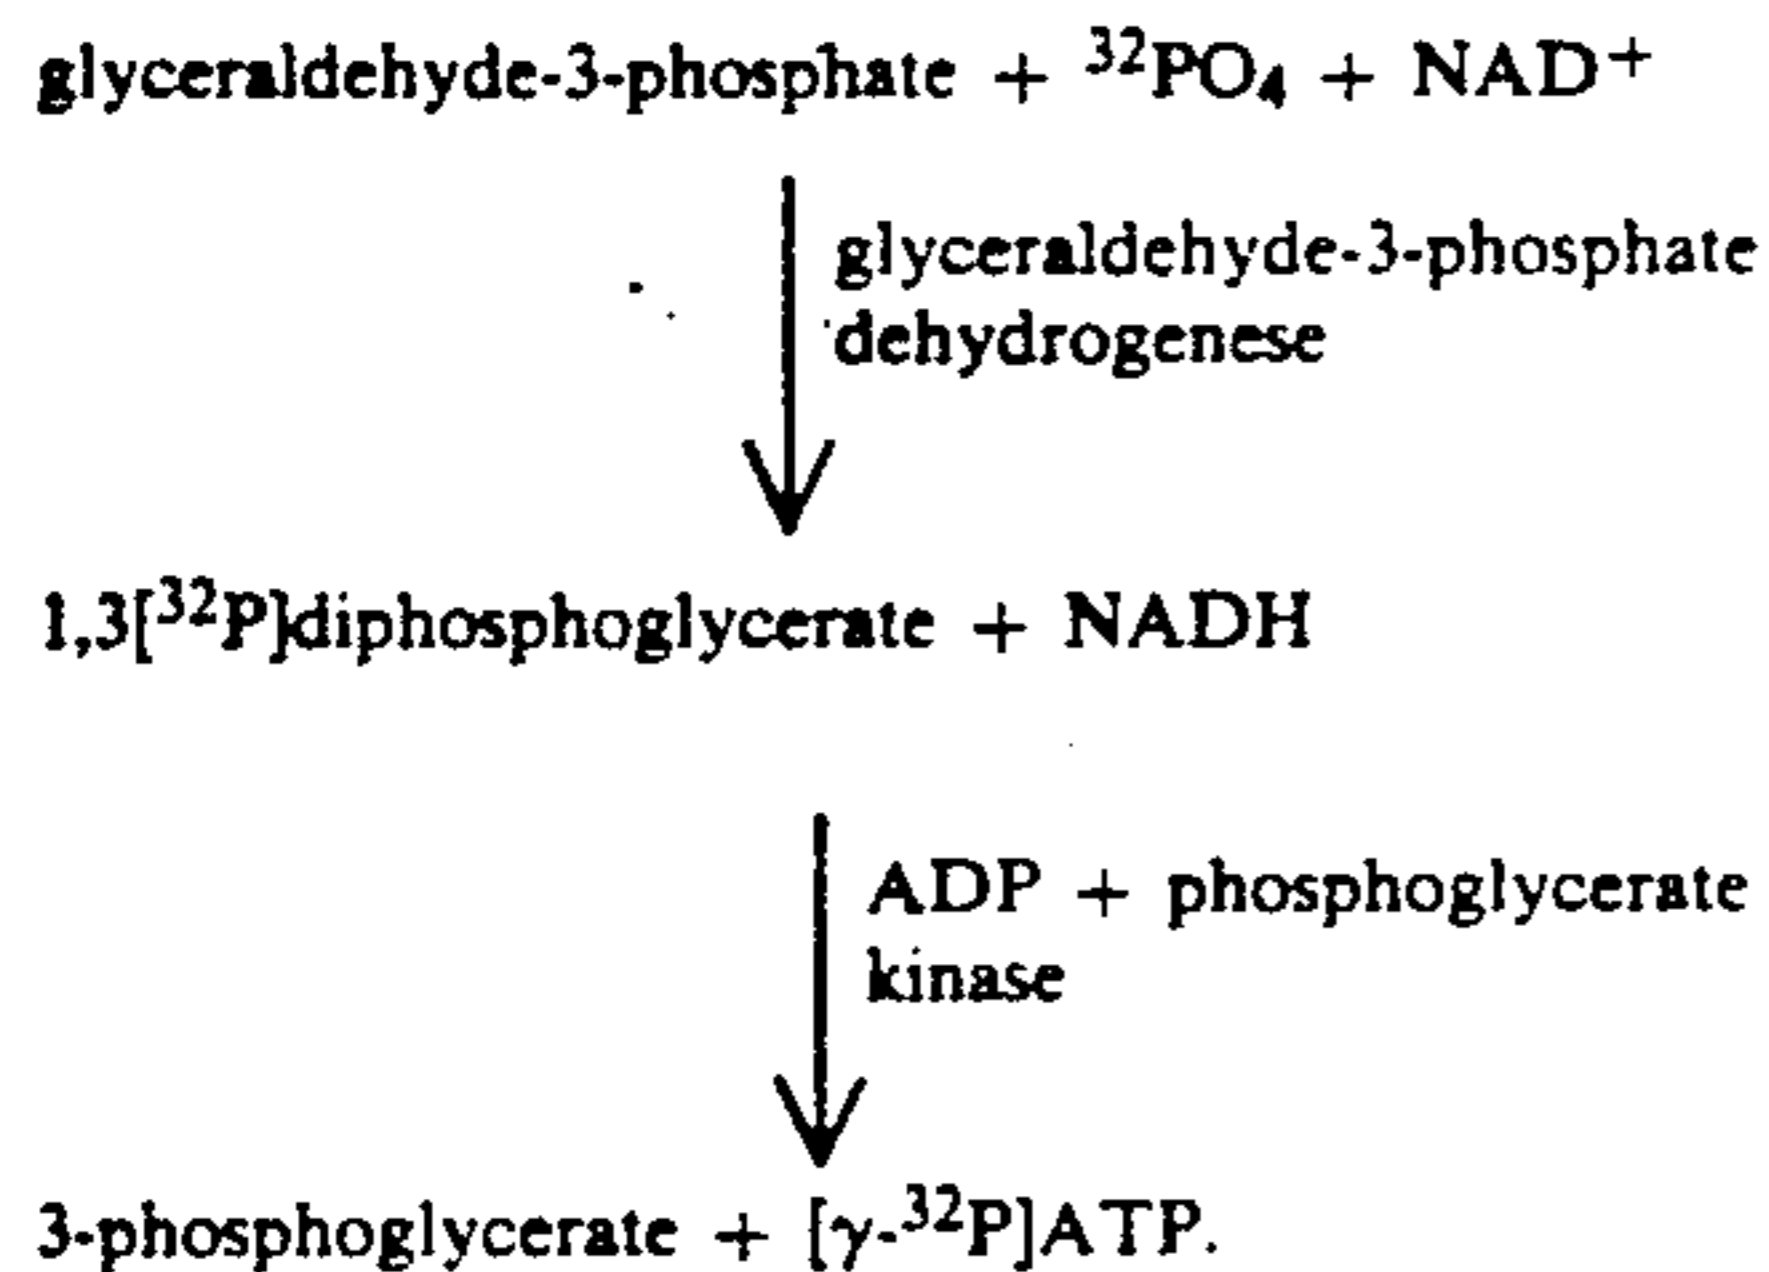 glyceraldehyde-3-phosphate + ³²PO₄ + NAD⁺
glyceraldehyde-3-phosphate
dehydrogenese
1,3[³²P]diphosphoglycerate + NADH
ADP + phosphoglycerate
kinase
3-phosphoglycerate + [γ-³²P]ATP.